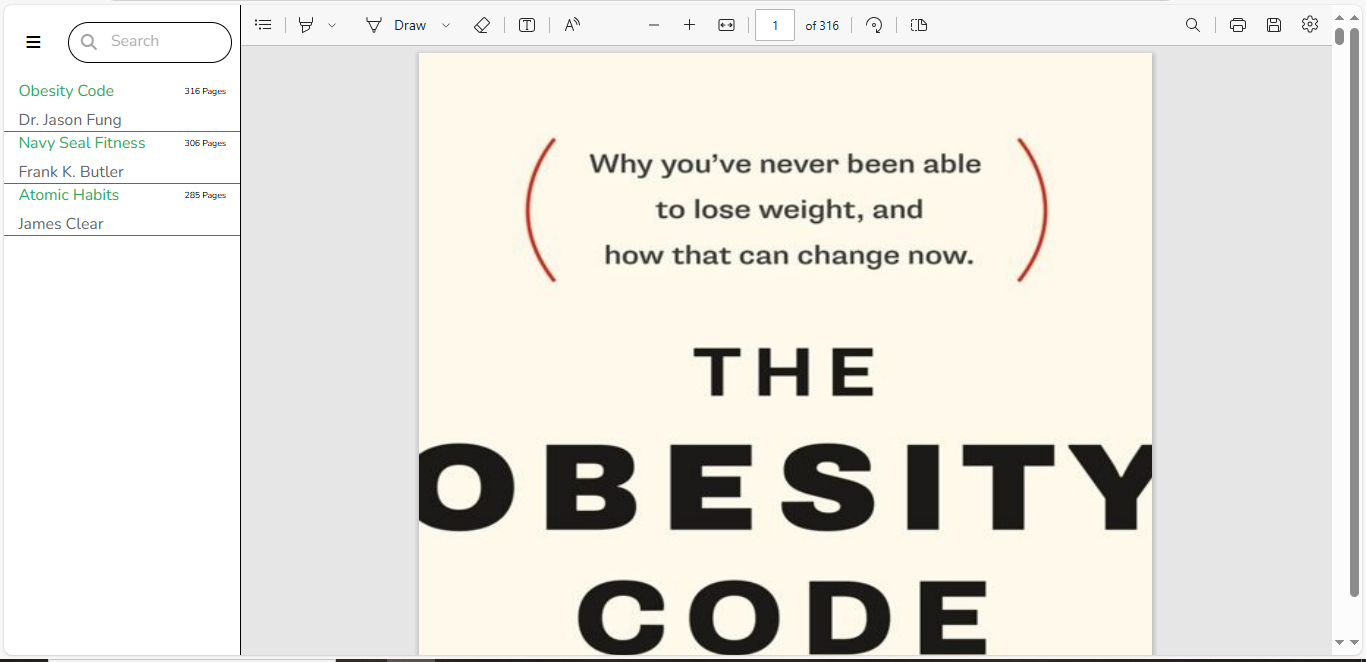 Search
Draw
1 of 316
Obesity Code 316 Pages
Dr. Jason Fung
Navy Seal Fitness 306 Pages
Frank K. Butler
Atomic Habits 285 Pages
James Clear
Why you've never been able
to lose weight, and
how that can change now.
THE
OBESITY
CODE